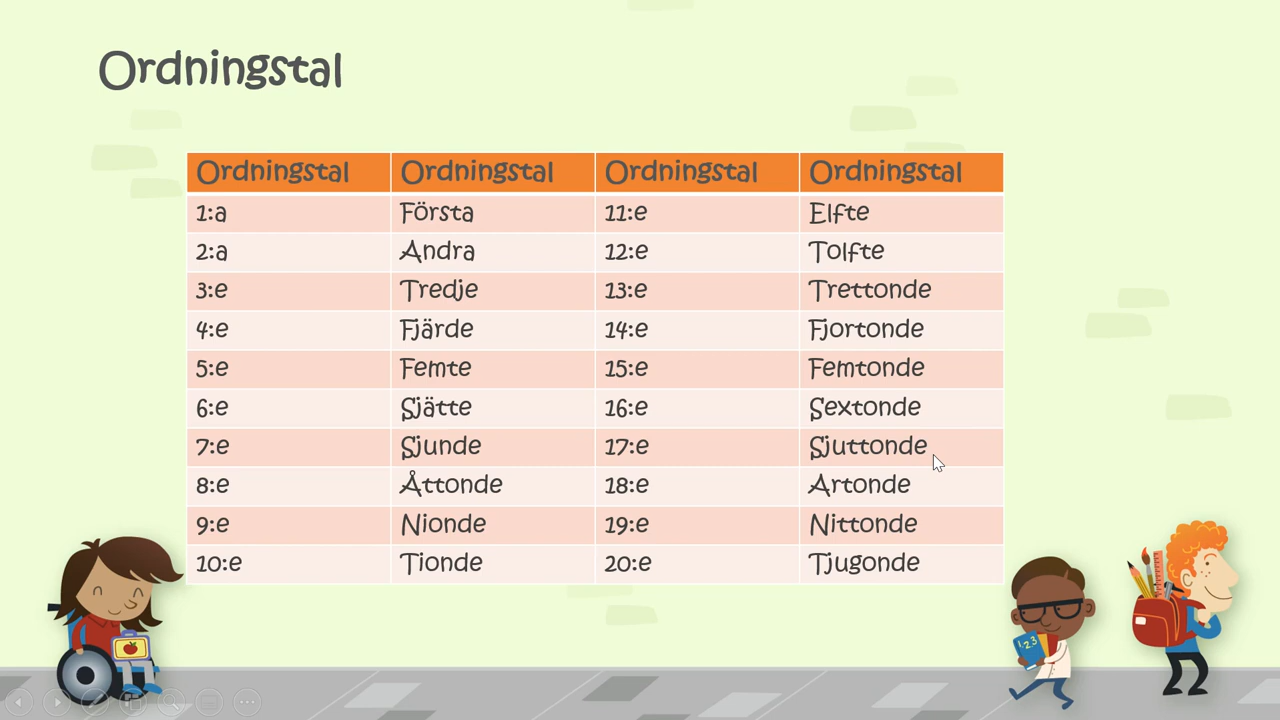 Ordningstal
Ordningstal Ordningstal Ordningstal Ordningstal
1:a Första 11:e Elfte
2:a Andra 12:e Tolfte
3:e Tredje 13:e Trettonde
4:e Fjärde 14:e Fjortonde
5:e Femte 15:e Femtonde
6:e Sjätte 16:e Sextonde
7:e Sjunde 17:e Sjuttonde
8:e Åttonde 18:e Artonde
9:e Nionde 19:e Nittonde
10:e Tionde 20:e Tjugonde
123